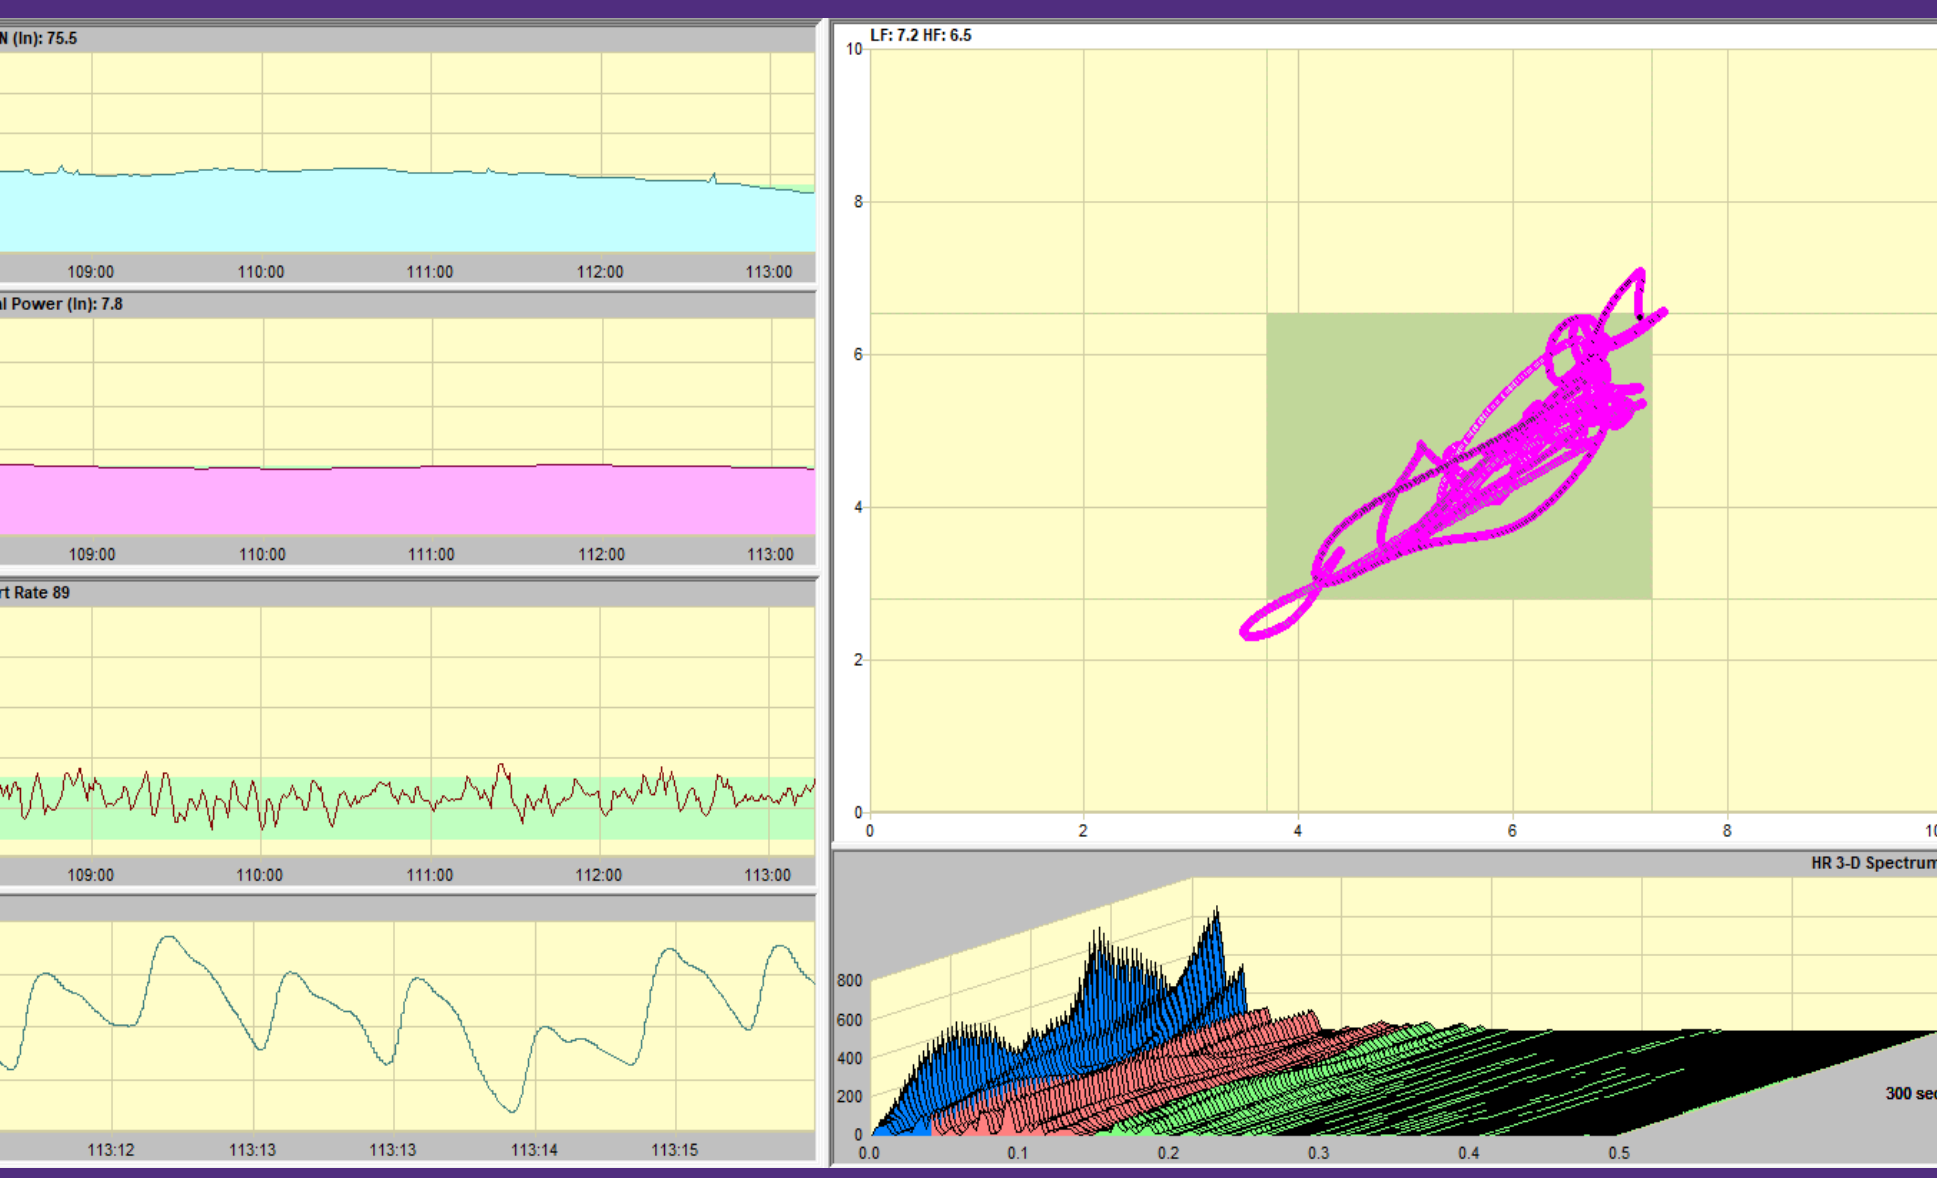 N (ln): 75.5
109:00 110:00 111:00 112:00 113:00
al Power (ln): 7.8
109:00 110:00 111:00 112:00 113:00
rt Rate 89
109:00 110:00 111:00 112:00 113:00
113:12 113:13 113:13 113:14 113:15
LF: 7.2 HF: 6.5
10
8
6
4
2
0
0 2 4 6 8 10
HR 3-D Spectrum
800
600
400
200
0
300 sec
0.0 0.1 0.2 0.3 0.4 0.5